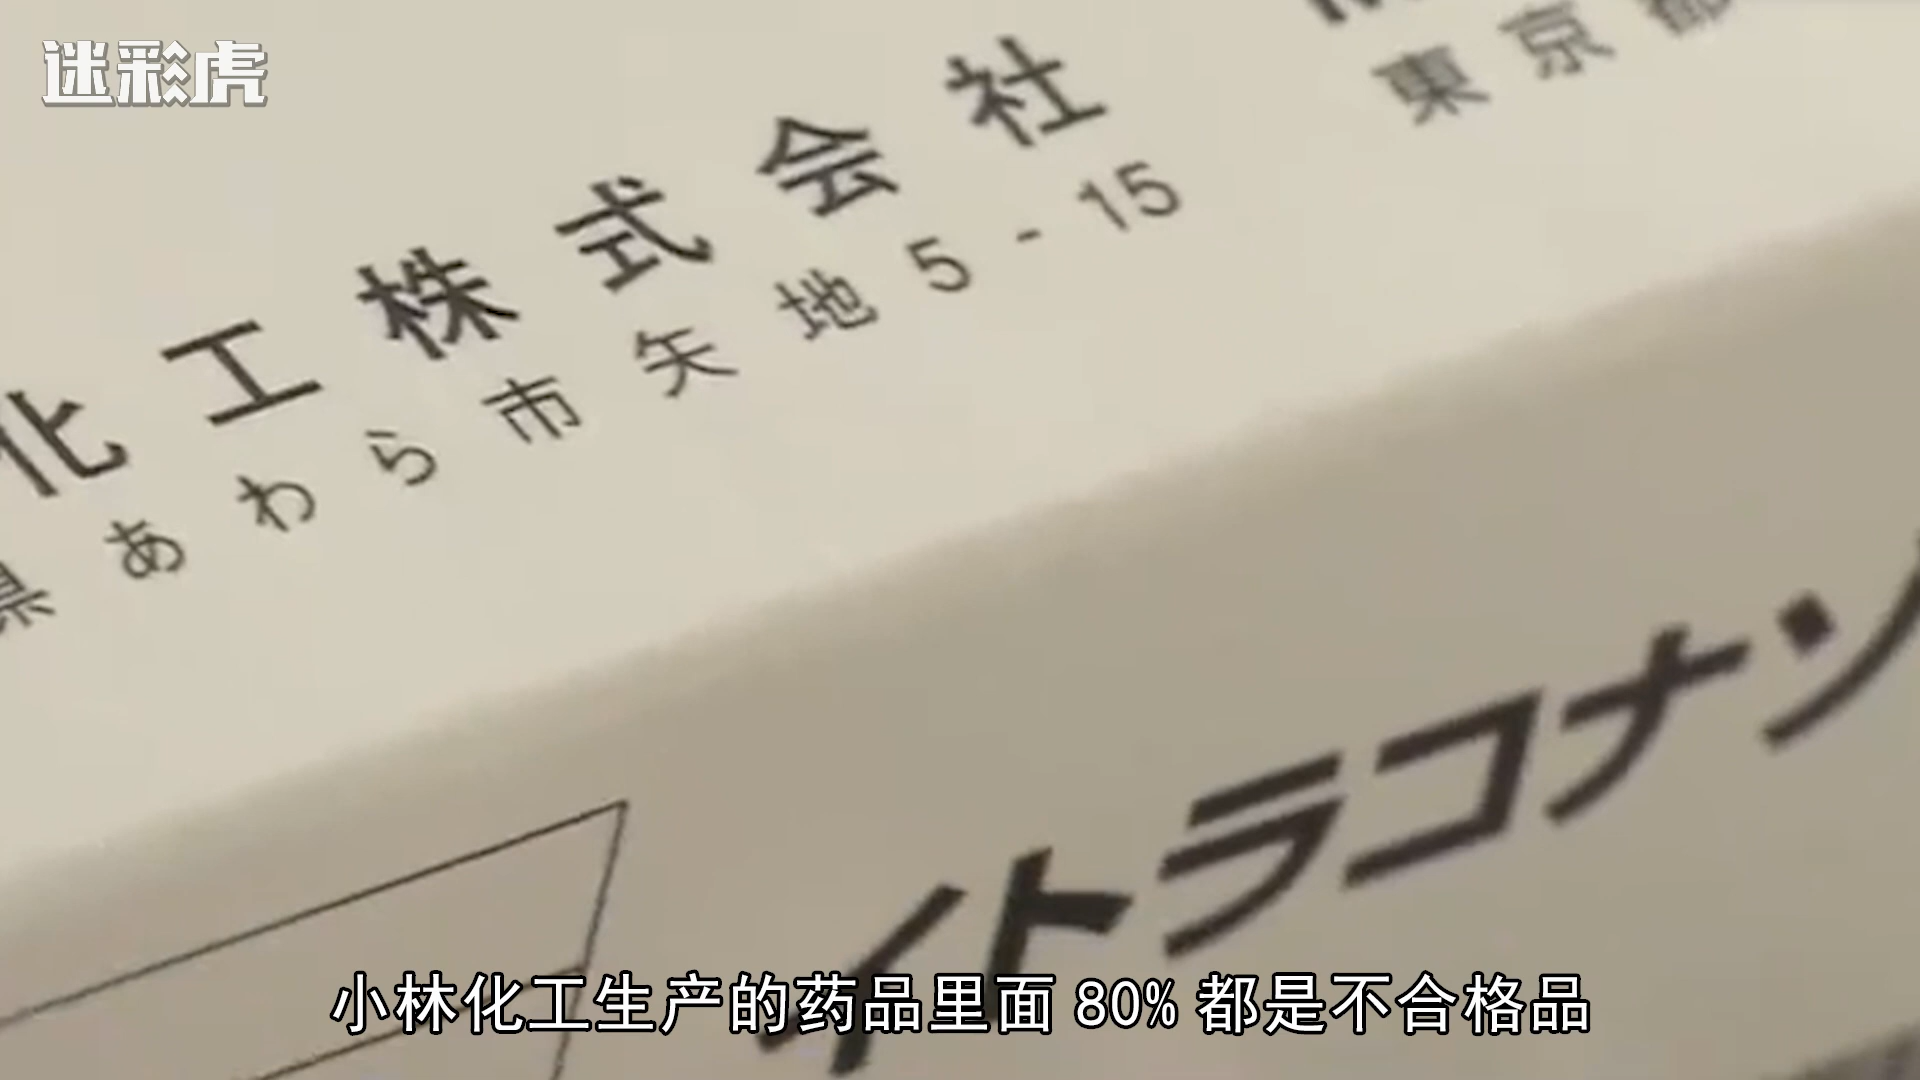 迷彩虎
化工株式会社
東京都
県あわら市矢地5-15
イトラコナゾ
小林化工生产的药品里面 80% 都是不合格品